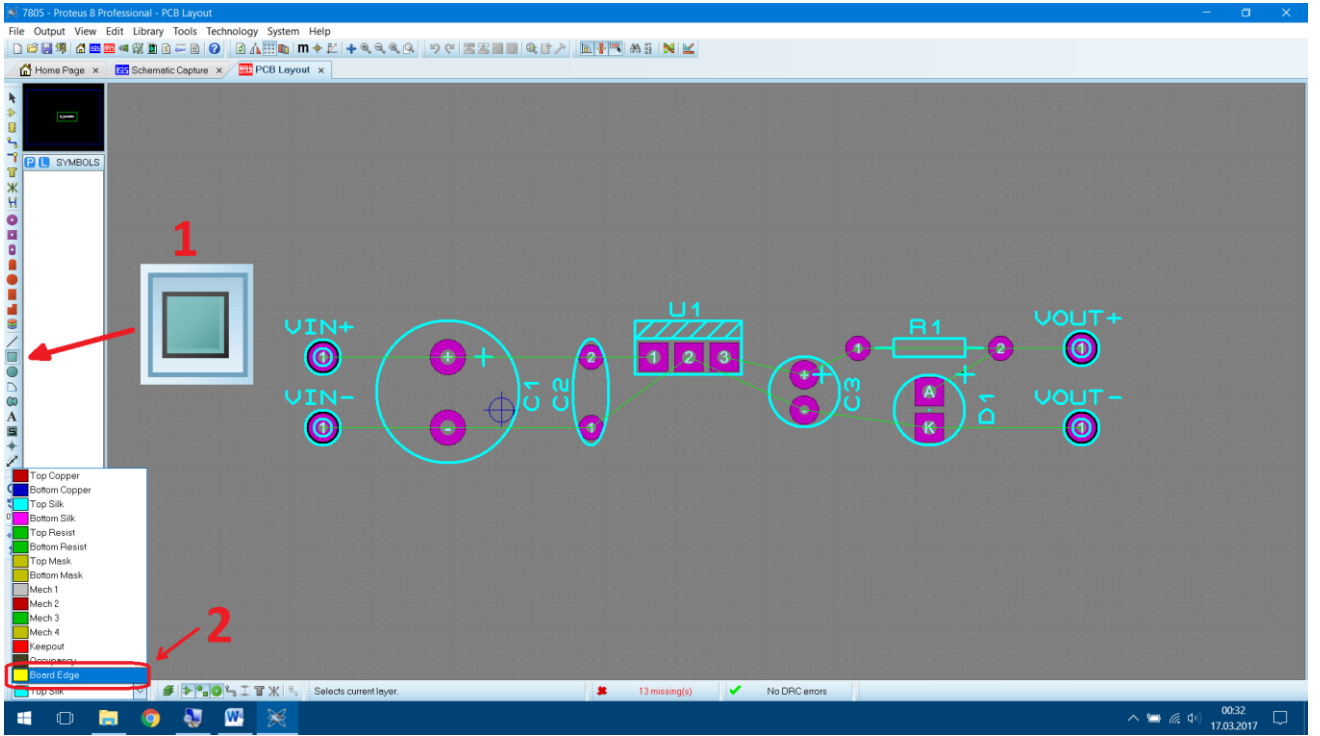 7805 - Proteus 8 Professional - PCB Layout
File Output View Edit Library Tools Technology System Help
Home Page × Schematic Capture × PCB Layout ×
P L SYMBOLS
1
VIN+
1
VIN-
1
+
-
+
C1
2
C2
1
U1
1 2 3
+
+
-
C3
R1
1
2
+
A
K
D1
VOUT+
1
VOUT-
1
Top Copper
Bottom Copper
Top Silk
Bottom Silk
Top Resist
Bottom Resist
Top Mask
Bottom Mask
Mech 1
Mech 2
Mech 3
Mech 4
Keepout
Occupancy
Board Edge
Top Silk
2
Selects current layer.
13 missing(s)
No DRC errors
00:32
17.03.2017